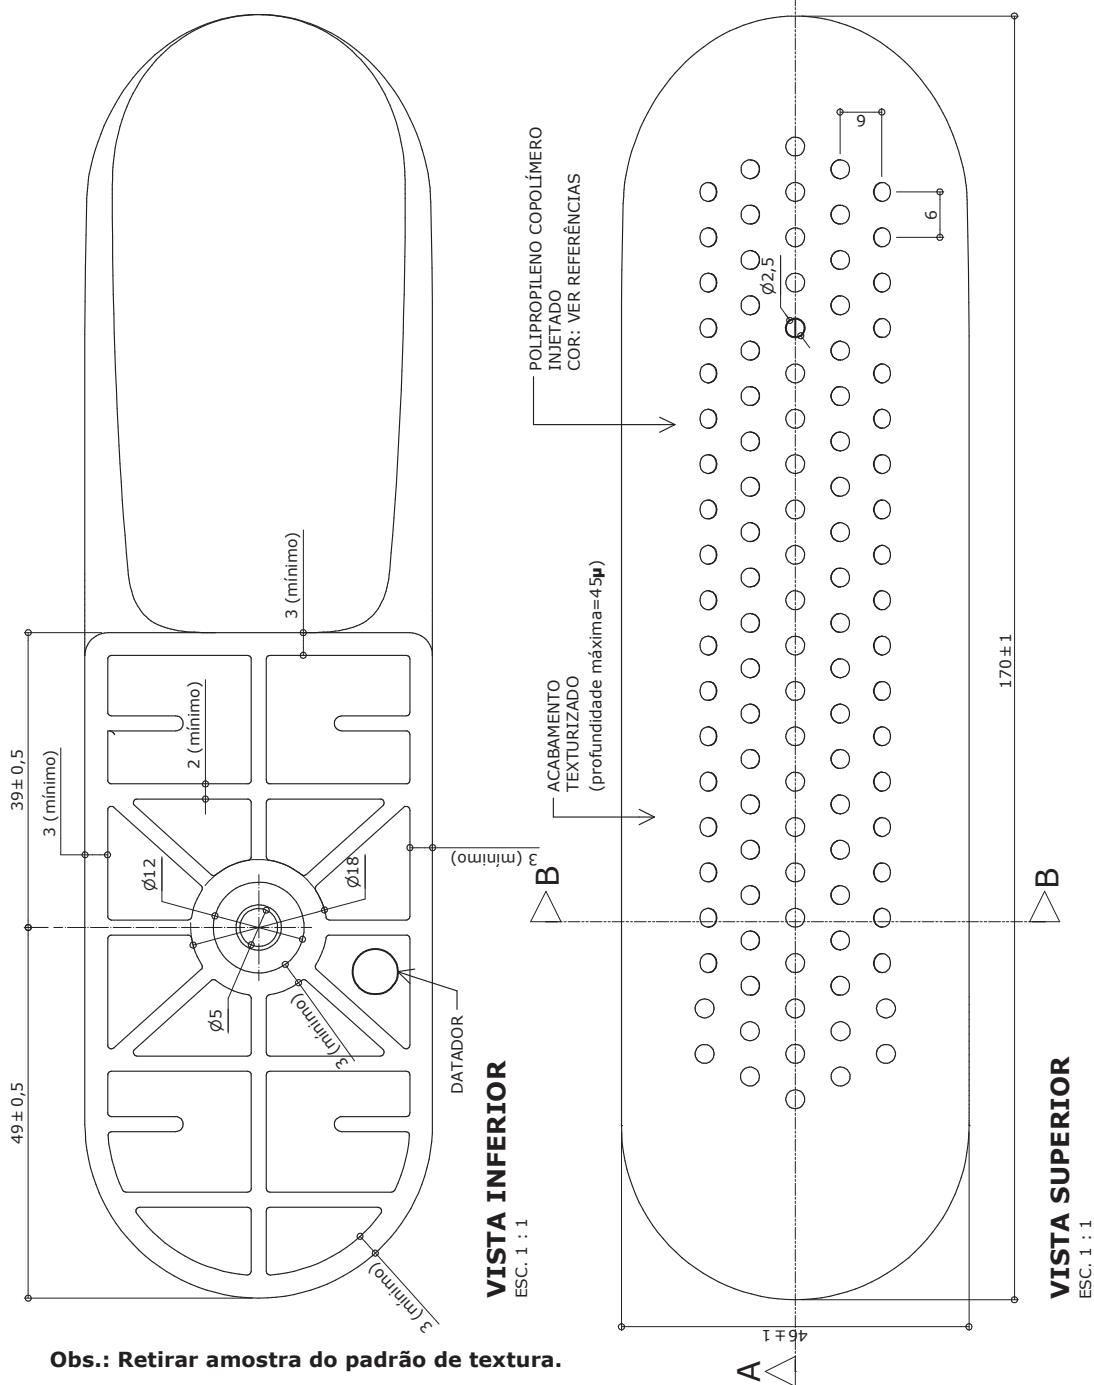 39±0,5
49±0,5
3 (mínimo)
2 (mínimo)
3 (mínimo)
3 (mínimo)
Ø12
Ø18
Ø5
3 (mínimo)
3 (mínimo)
DATADOR
VISTA INFERIOR
ESC. 1 : 1
POLIPROPILENO COPOLÍMERO
INJETADO
COR: VER REFERÊNCIAS
ACABAMENTO
TEXTURIZADO
(profundidade máxima=45µ)
6
6
Ø2,5
170±1
46±1
B
B
A
VISTA SUPERIOR
ESC. 1 : 1
Obs.: Retirar amostra do padrão de textura.